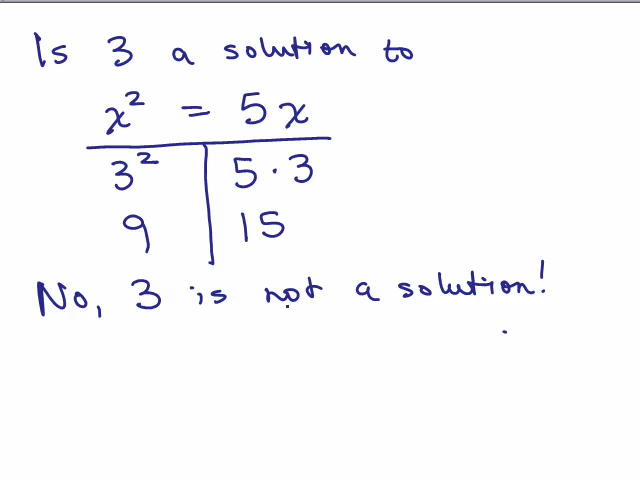 Is 3 a solution to
x² = 5x
3² | 5 · 3
9 | 15
No, 3 is not a solution!